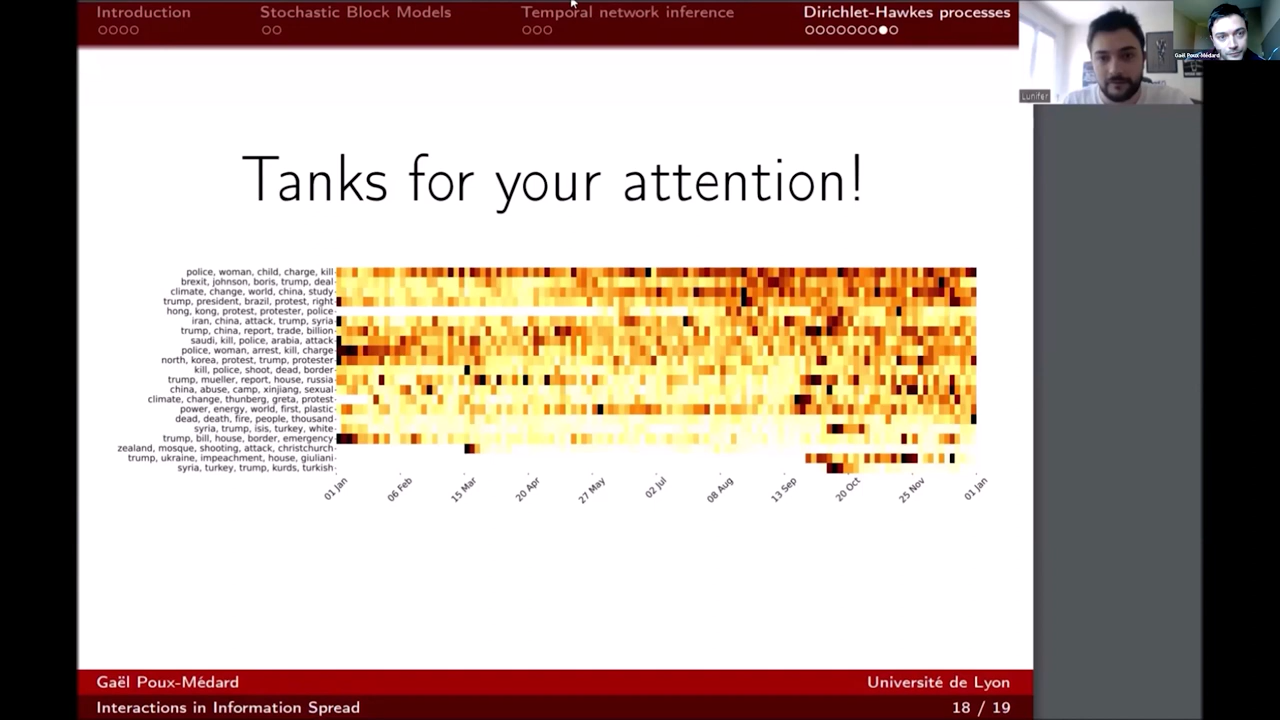 Introduction
Stochastic Block Models
Temporal network inference
Dirichlet-Hawkes processes
Lunifer
Gaël Poux-Médard
Tanks for your attention!
police, woman, child, charge, kill
brexit, johnson, boris, trump, deal
climate, change, world, china, study
trump, president, brazil, protest, right
hong, kong, protest, protester, police
iran, china, attack, trump, syria
trump, china, report, trade, billion
saudi, kill, police, arabia, attack
police, woman, arrest, kill, charge
north, korea, protest, trump, protester
kill, police, shoot, dead, border
trump, mueller, report, house, russia
china, abuse, camp, xinjiang, sexual
climate, change, thunberg, greta, protest
power, energy, world, first, plastic
dead, death, fire, people, thousand
syria, trump, isis, turkey, white
trump, bill, house, border, emergency
zealand, mosque, shooting, attack, christchurch
trump, ukraine, impeachment, house, giuliani
syria, turkey, trump, kurds, turkish
01 Jan
06 Feb
15 Mar
20 Apr
27 May
02 Jul
08 Aug
13 Sep
20 Oct
25 Nov
01 Jan
Gaël Poux-Médard
Université de Lyon
Interactions in Information Spread
18 / 19